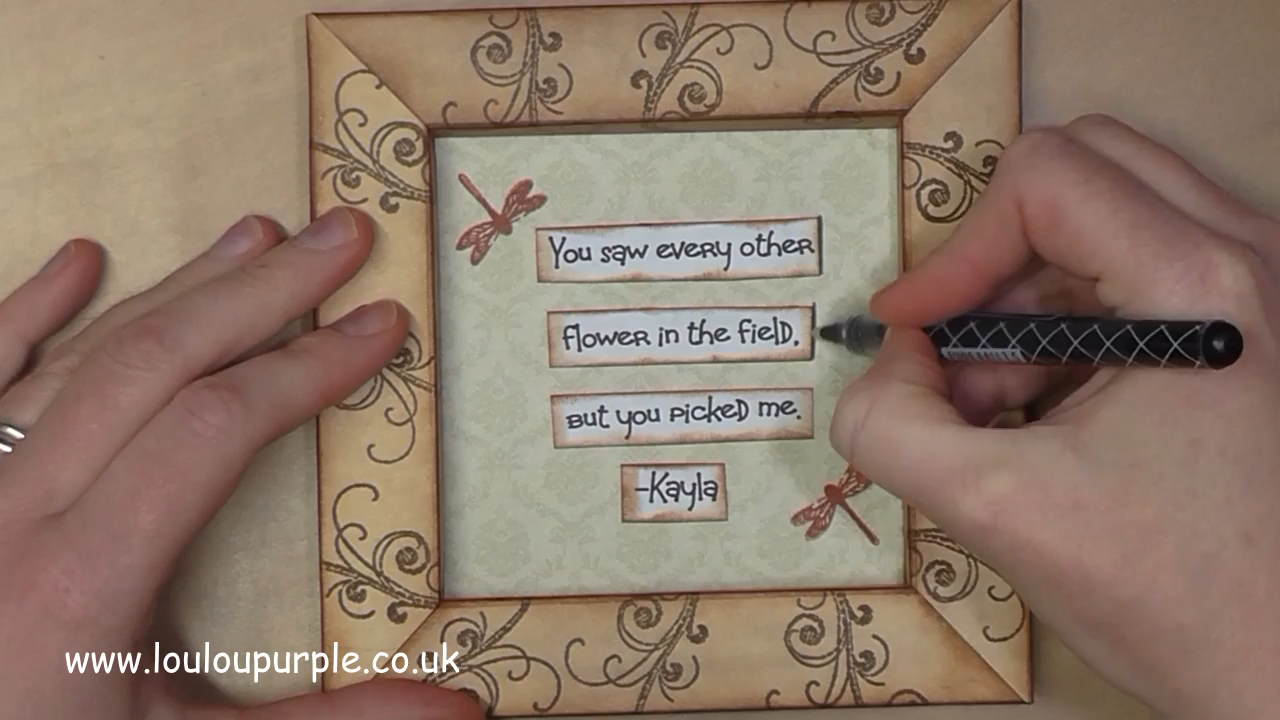 You saw every other
flower in the field,
but you picked me.
-Kayla
www.louloupurple.co.uk